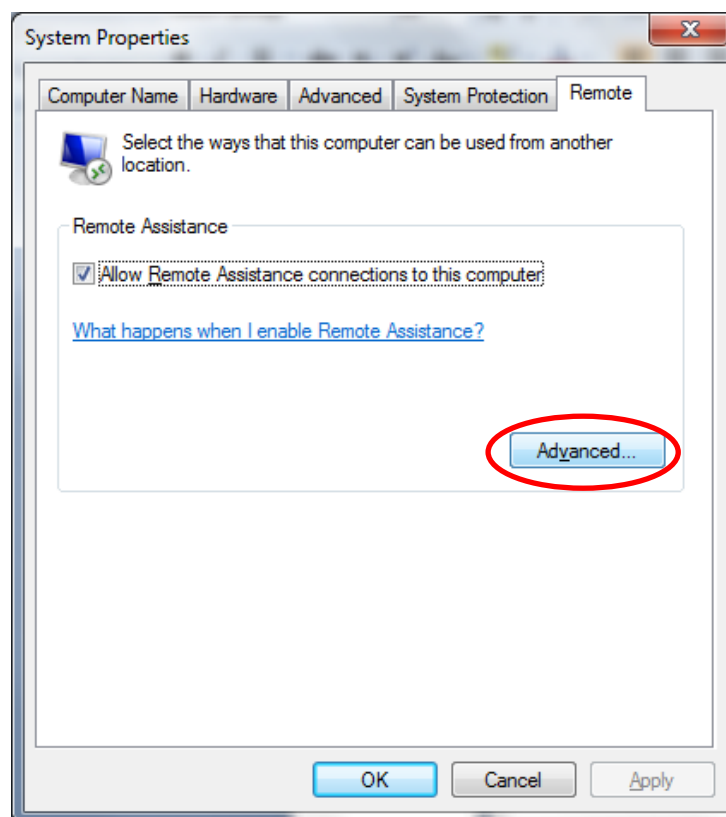 System Properties
Computer Name Hardware Advanced System Protection Remote
Select the ways that this computer can be used from another
location.
Remote Assistance
Allow Remote Assistance connections to this computer
What happens when I enable Remote Assistance?
Advanced...
OK Cancel Apply